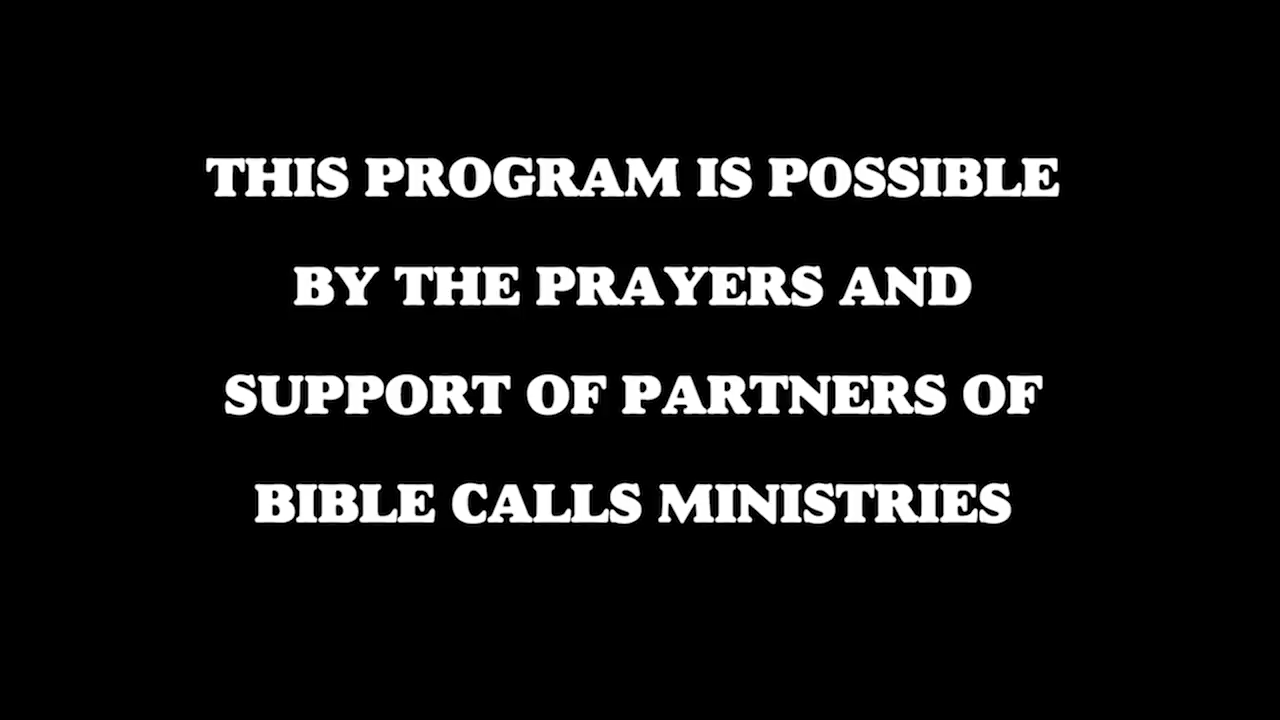 THIS PROGRAM IS POSSIBLE
BY THE PRAYERS AND
SUPPORT OF PARTNERS OF
BIBLE CALLS MINISTRIES